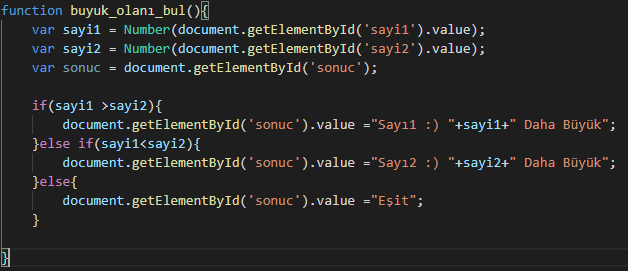 function buyuk_olanı_bul(){
var sayi1 = Number(document.getElementById('sayi1').value);
var sayi2 = Number(document.getElementById('sayi2').value);
var sonuc = document.getElementById('sonuc');
if(sayi1 >sayi2){
document.getElementById('sonuc').value ="Sayı1 :) "+sayi1+" Daha Büyük";
}else if(sayi1<sayi2){
document.getElementById('sonuc').value ="Sayı2 :) "+sayi2+" Daha Büyük";
}else{
document.getElementById('sonuc').value ="Eşit";
}
}